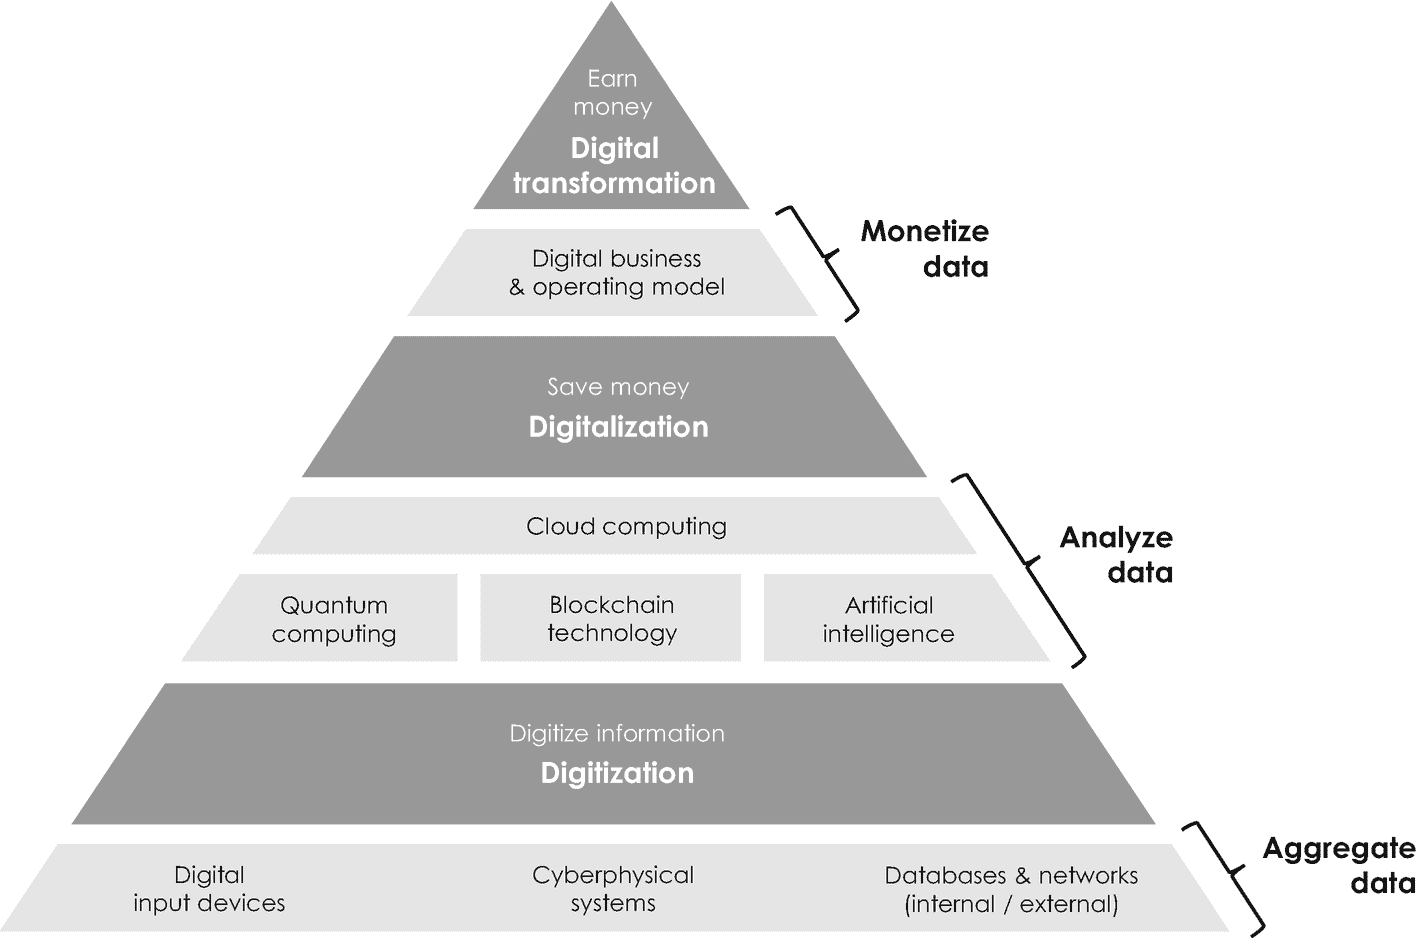 Earn
money
Digital
transformation
Monetize
data
Digital business
& operating model
Save money
Digitalization
Analyze
data
Cloud computing
Quantum
computing
Blockchain
technology
Artificial
intelligence
Digitize information
Digitization
Aggregate
data
Digital
input devices
Cyberphysical
systems
Databases & networks
(internal / external)